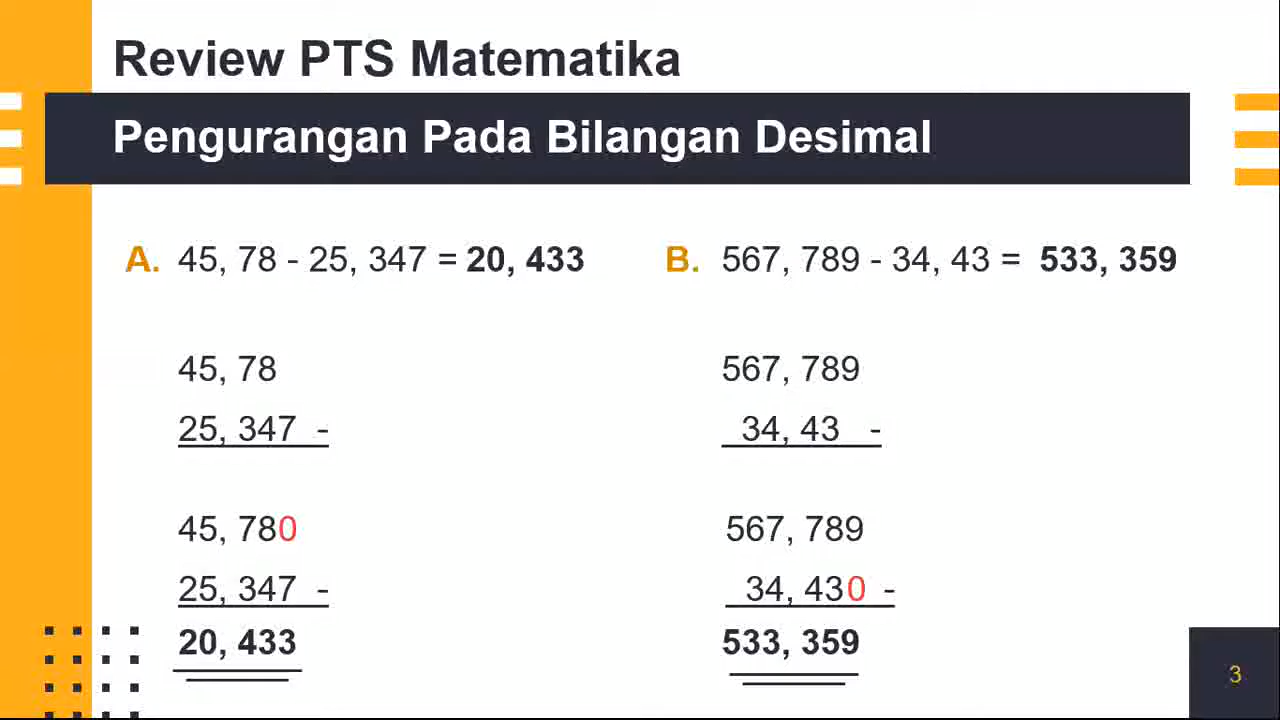 Review PTS Matematika
Pengurangan Pada Bilangan Desimal
A. 45, 78 - 25, 347 = 20, 433
45, 78
25, 347 -
45, 780
25, 347 -
20, 433
B. 567, 789 - 34, 43 = 533, 359
567, 789
34, 43 -
567, 789
34, 430 -
533, 359
3